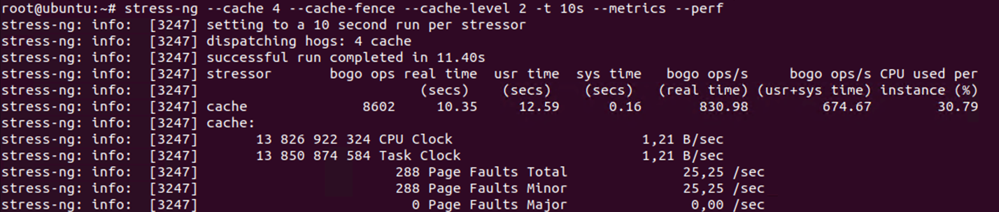 root@ubuntu:~# stress-ng --cache 4 --cache-fence --cache-level 2 -t 10s --metrics --perf
stress-ng: info:  [3247] setting to a 10 second run per stressor
stress-ng: info:  [3247] dispatching hogs: 4 cache
stress-ng: info:  [3247] successful run completed in 11.40s
stress-ng: info:  [3247] stressor       bogo ops real time  usr time  sys time   bogo ops/s     bogo ops/s CPU used per
stress-ng: info:  [3247]                           (secs)    (secs)    (secs)   (real time) (usr+sys time) instance (%)
stress-ng: info:  [3247] cache              8602     10.35     12.59      0.16       830.98         674.67        30.79
stress-ng: info:  [3247] cache:
stress-ng: info:  [3247]       13 826 922 324 CPU Clock                       1,21 B/sec
stress-ng: info:  [3247]       13 850 874 584 Task Clock                      1,21 B/sec
stress-ng: info:  [3247]                        288 Page Faults Total              25,25 /sec
stress-ng: info:  [3247]                        288 Page Faults Minor              25,25 /sec
stress-ng: info:  [3247]                          0 Page Faults Major               0,00 /sec